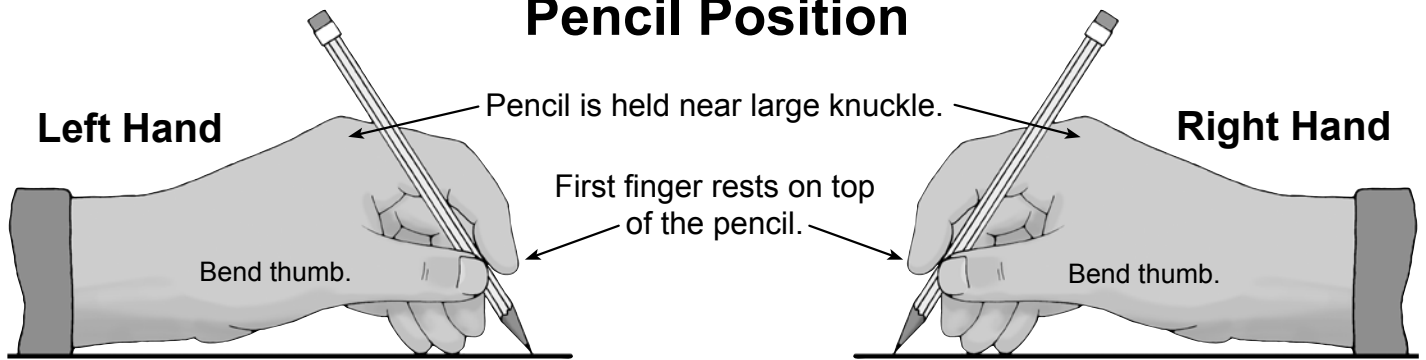 Pencil Position
Left Hand
Pencil is held near large knuckle.
Right Hand
First finger rests on top
of the pencil.
Bend thumb.
Bend thumb.